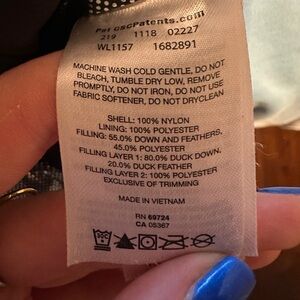 Pat cscPatents.com
219 1118 02227
WL1157 1682891
MACHINE WASH COLD GENTLE, DO NOT
BLEACH, TUMBLE DRY LOW, REMOVE
PROMPTLY, DO NOT IRON, DO NOT USE
FABRIC SOFTENER, DO NOT DRYCLEAN
SHELL: 100% NYLON
LINING: 100% POLYESTER
FILLING: 55.0% DOWN AND FEATHERS,
45.0% POLYESTER
FILLING LAYER 1: 80.0% DUCK DOWN,
20.0% DUCK FEATHER
FILLING LAYER 2: 100% POLYESTER
EXCLUSIVE OF TRIMMING
MADE IN VIETNAM
RN 69724
CA 05367